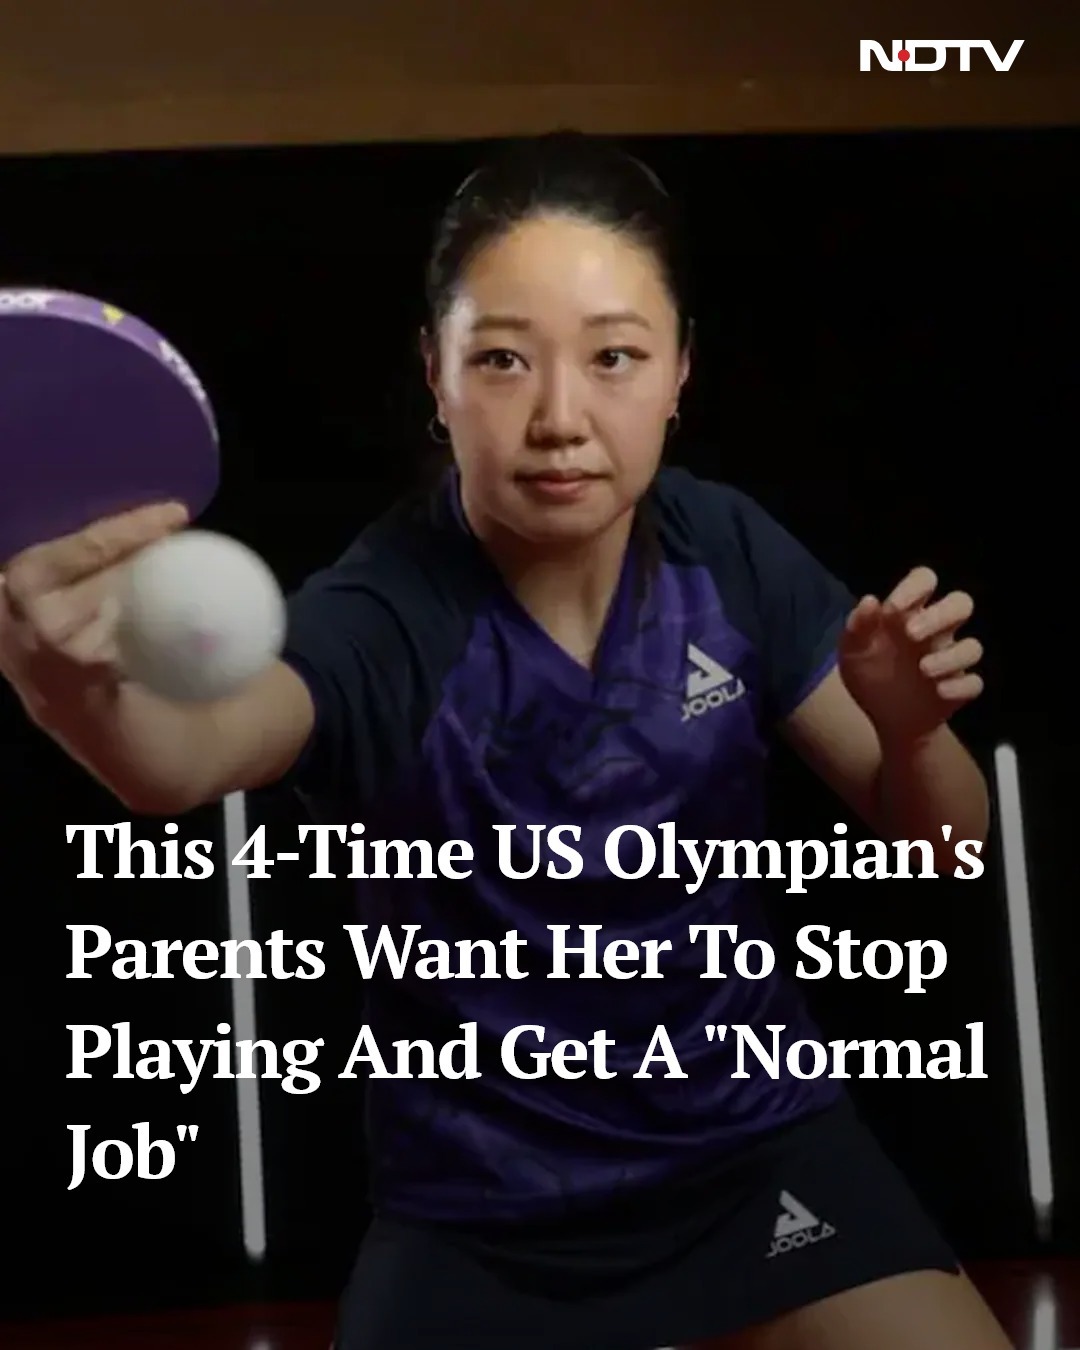 NDTV
JOOLA
This 4-Time US Olympian's
Parents Want Her To Stop
Playing And Get A "Normal
Job"
JOOLA